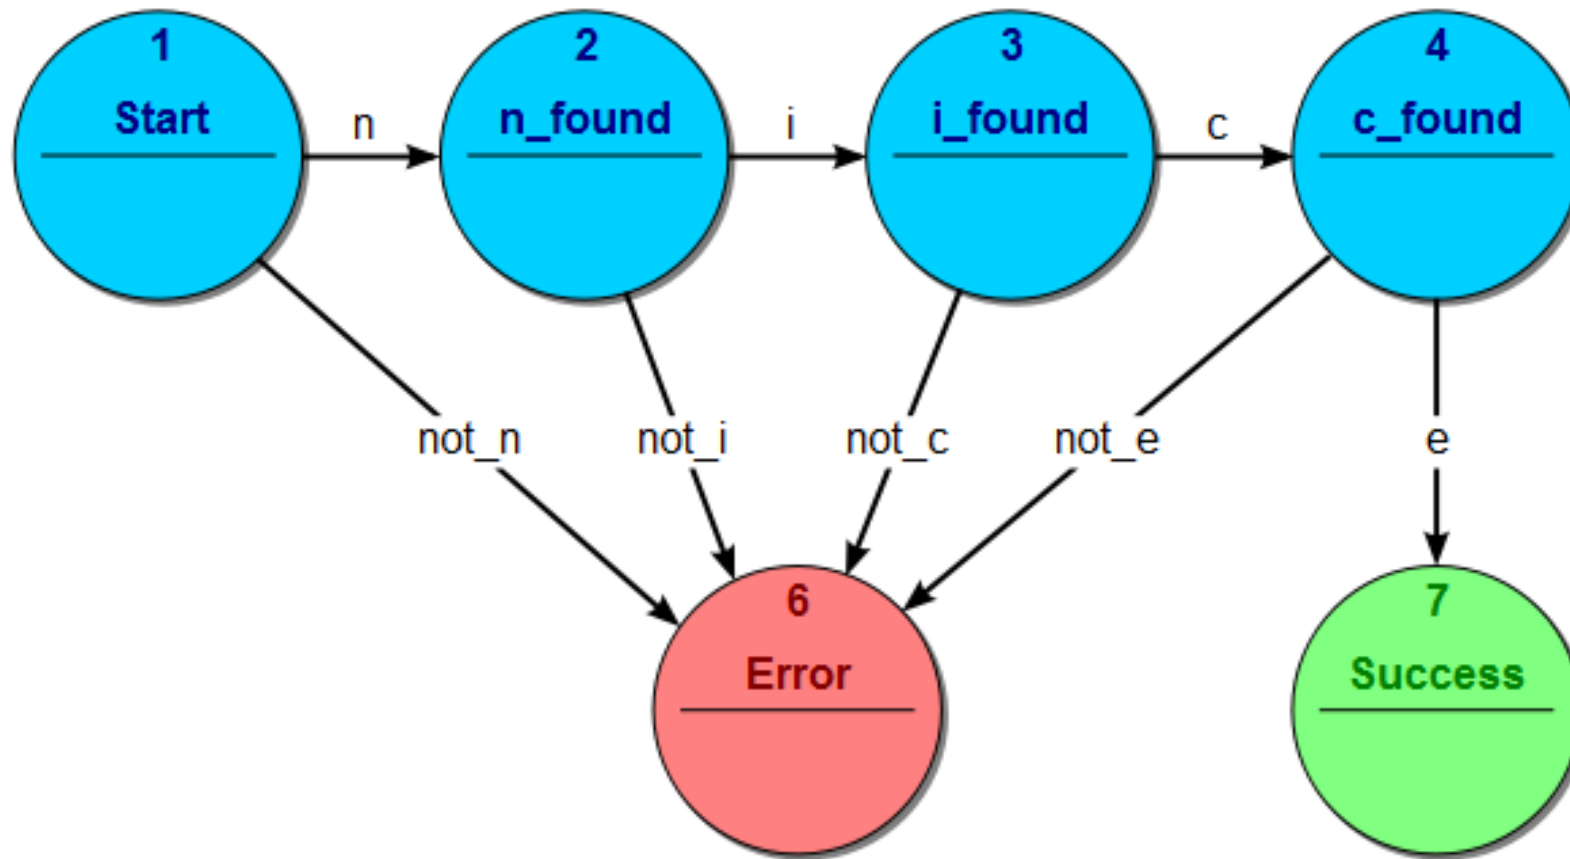 1
Start
n
2
n_found
i
3
i_found
c
4
c_found
not_n
not_i
not_c
not_e
e
6
Error
7
Success